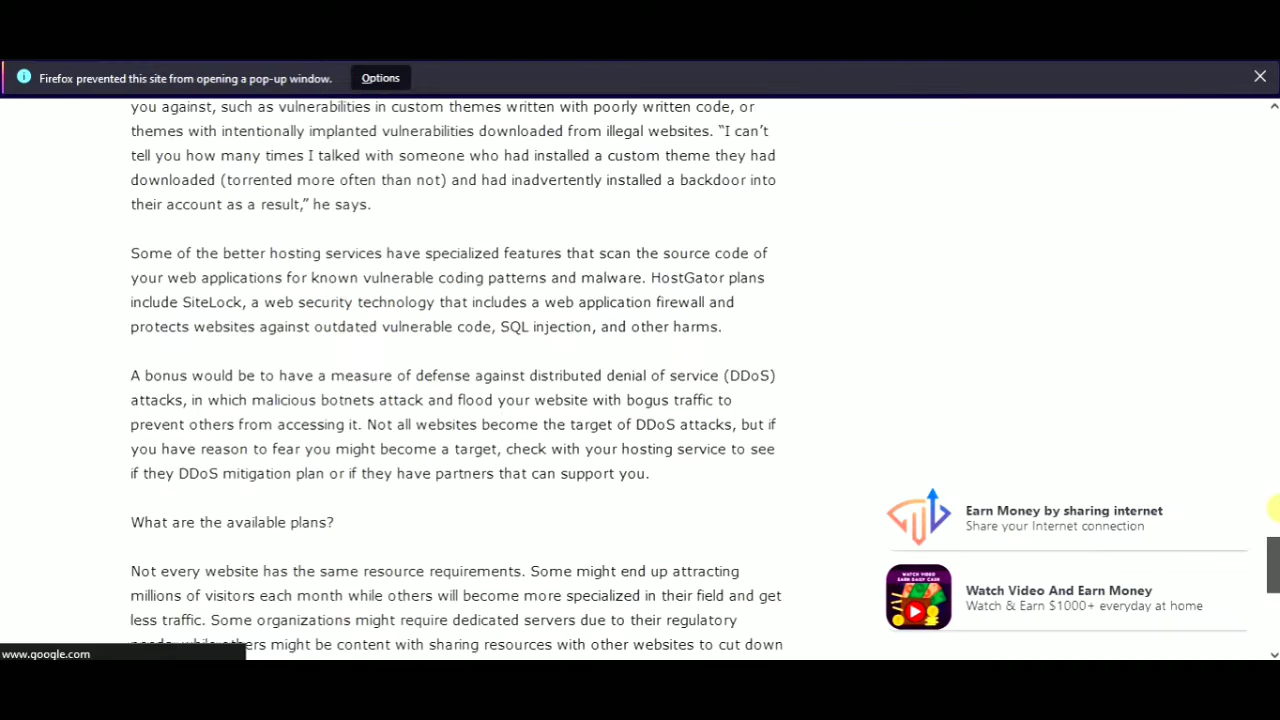 Firefox prevented this site from opening a pop-up window.
Options
you against, such as vulnerabilities in custom themes written with poorly written code, or
themes with intentionally implanted vulnerabilities downloaded from illegal websites. “I can’t
tell you how many times I talked with someone who had installed a custom theme they had
downloaded (torrented more often than not) and had inadvertently installed a backdoor into
their account as a result,” he says.
Some of the better hosting services have specialized features that scan the source code of
your web applications for known vulnerable coding patterns and malware. HostGator plans
include SiteLock, a web security technology that includes a web application firewall and
protects websites against outdated vulnerable code, SQL injection, and other harms.
A bonus would be to have a measure of defense against distributed denial of service (DDoS)
attacks, in which malicious botnets attack and flood your website with bogus traffic to
prevent others from accessing it. Not all websites become the target of DDoS attacks, but if
you have reason to fear you might become a target, check with your hosting service to see
if they DDoS mitigation plan or if they have partners that can support you.
What are the available plans?
Not every website has the same resource requirements. Some might end up attracting
millions of visitors each month while others will become more specialized in their field and get
less traffic. Some organizations might require dedicated servers due to their regulatory
needs, while others might be content with sharing resources with other websites to cut down
Earn Money by sharing internet
Share your Internet connection
WATCH VIDEO
EARN DAILY CASH
Watch Video And Earn Money
Watch & Earn $1000+ everyday at home
www.google.com